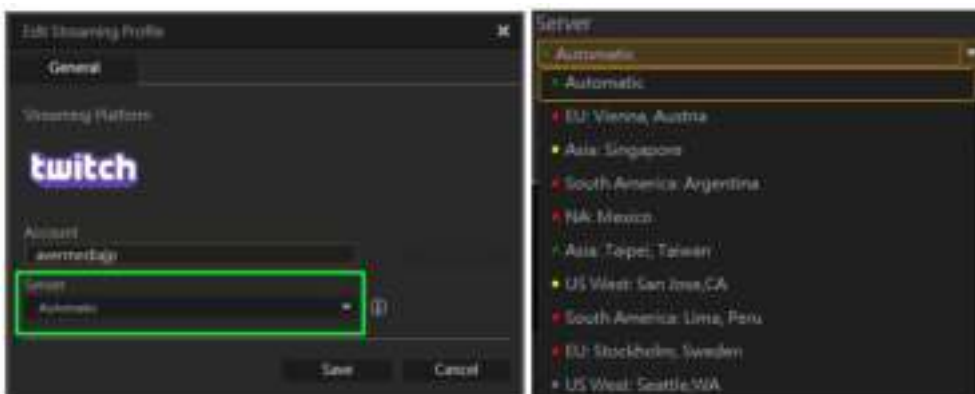 Edit Streaming Profile
General
Streaming Platform
twitch
Account
avermediajp
Server
Automatic
Save
Cancel
Server
Automatic
Automatic
EU: Vienna, Austria
Asia: Singapore
South America: Argentina
NA: Mexico
Asia: Taipei, Taiwan
US West: San Jose,CA
South America: Lima, Peru
EU: Stockholm, Sweden
US West: Seattle,WA